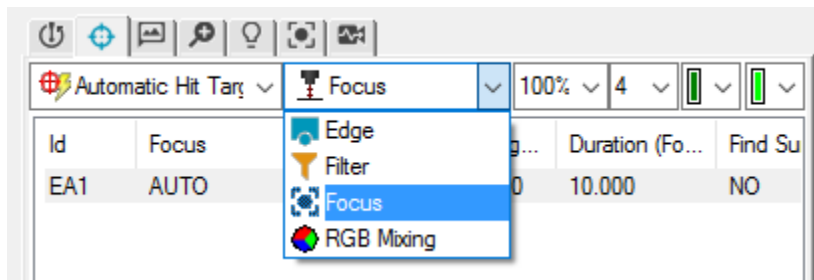 Automatic Hit Targ Focus 100% 4
Edge
Id Focus g... Duration (Fo... Find Su
Filter
EA1 AUTO 0 10.000 NO
Focus
RGB Mixing